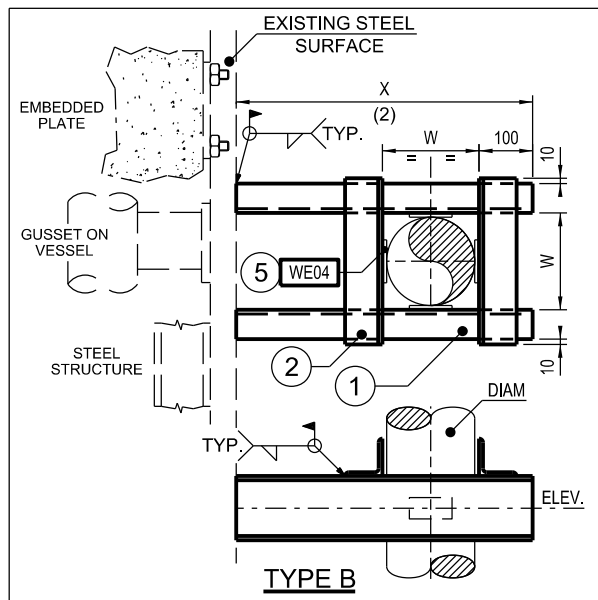 EXISTING STEEL
SURFACE
EMBEDDED
PLATE
X
(2)
TYP.
W
100
10
= =
GUSSET ON
VESSEL
5
WE04
W
STEEL
STRUCTURE
2
1
10
DIAM
TYP.
ELEV.
TYPE B